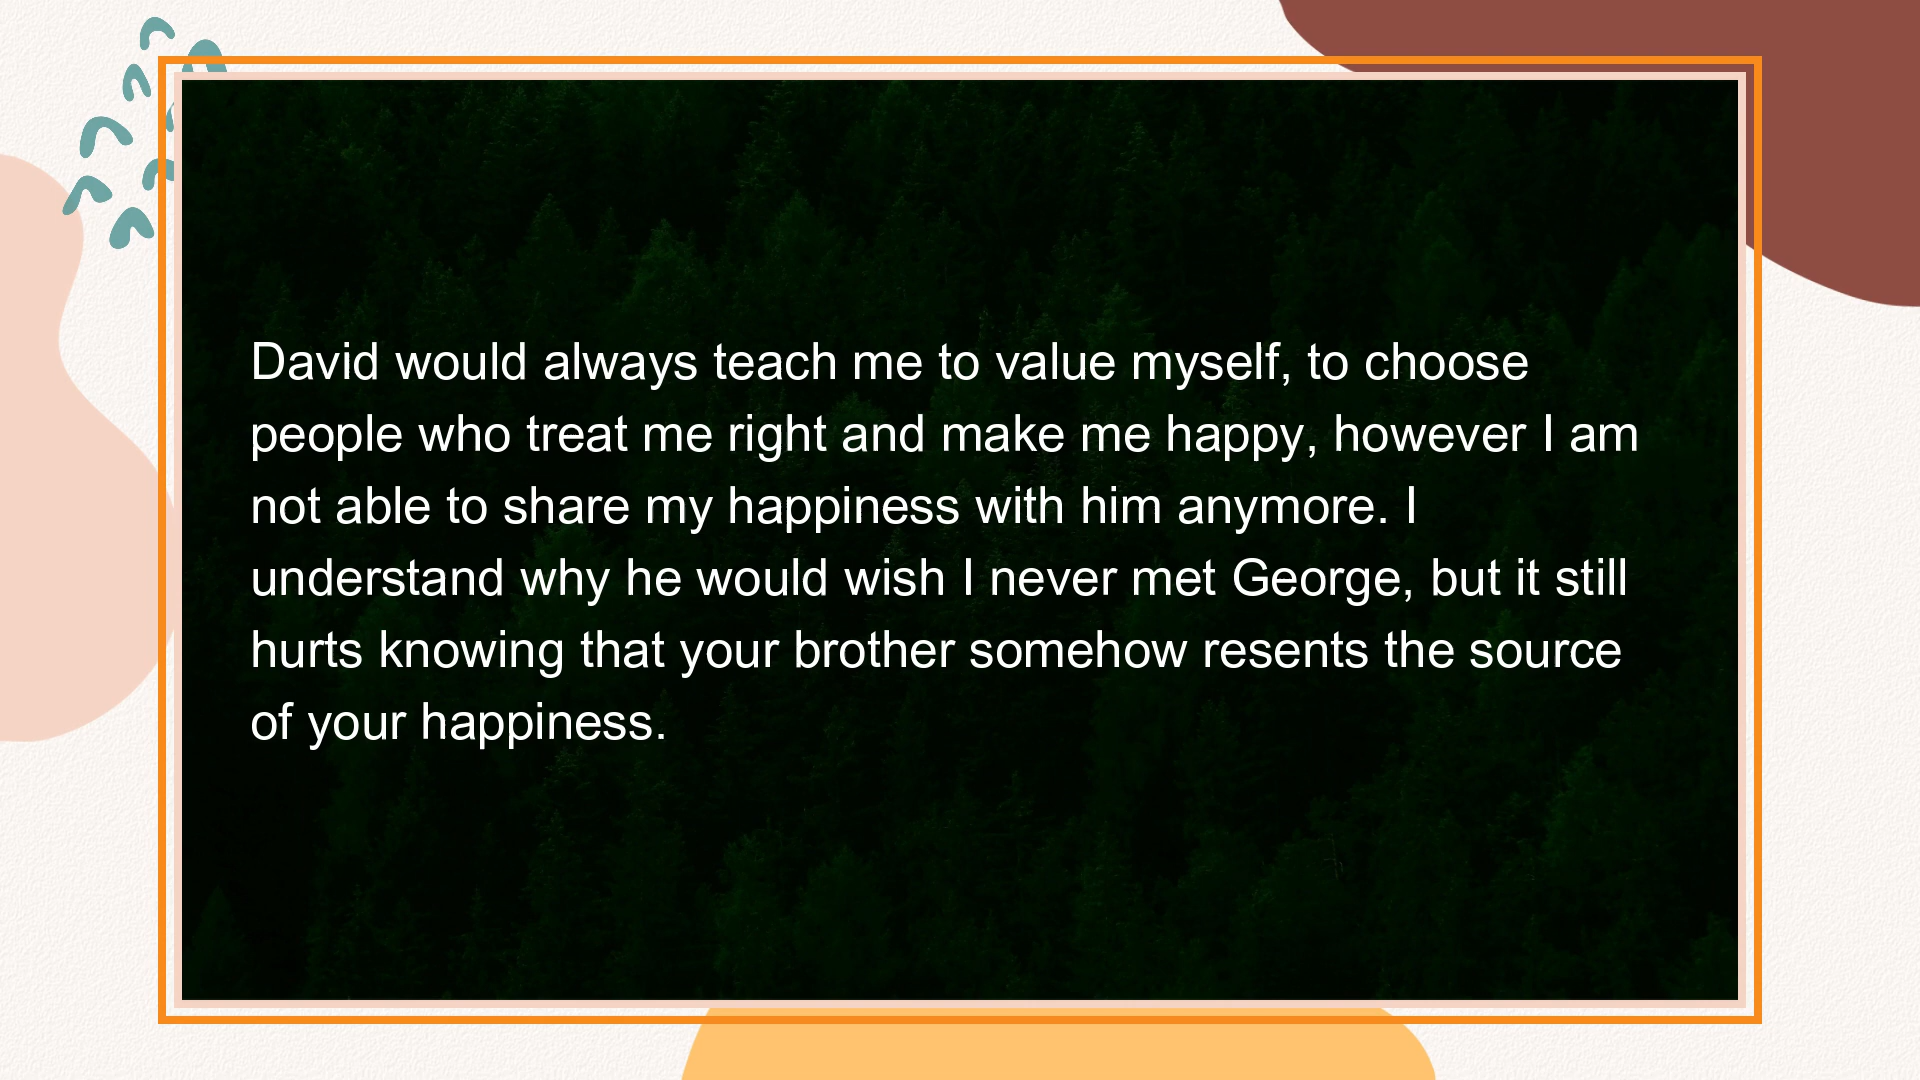 David would always teach me to value myself, to choose
people who treat me right and make me happy, however I am
not able to share my happiness with him anymore. I
understand why he would wish I never met George, but it still
hurts knowing that your brother somehow resents the source
of your happiness.